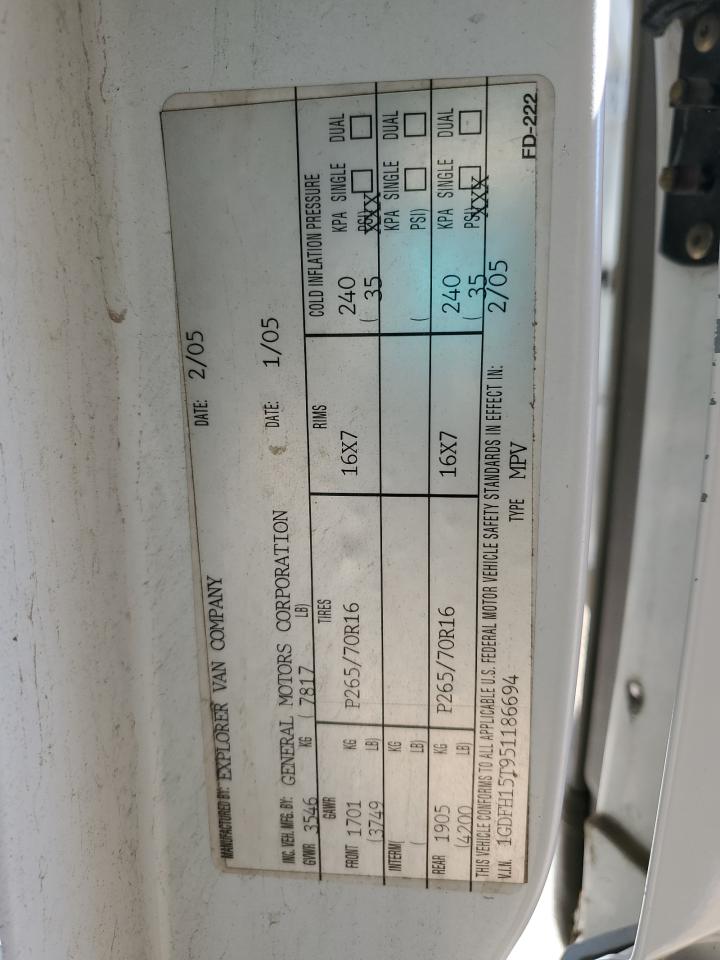 MANUFACTURED BY: EXPLORER VAN COMPANY DATE: 2/05
INC. VEH. MFG. BY: GENERAL MOTORS CORPORATION DATE: 1/05
GVWR 3546 KG ( 7817 LB)
GAWR TIRES RIMS COLD INFLATION PRESSURE
FRONT 1701 KG P265/70R16 16X7 240 KPA SINGLE DUAL
(3749 LB) ( 35 PSI) XXX
INTERM( KG KPA SINGLE DUAL
( LB) ( PSI)
REAR 1905 KG P265/70R16 16X7 240 KPA SINGLE DUAL
(4200 LB) ( 35 PSI) XXX
THIS VEHICLE CONFORMS TO ALL APPLICABLE U.S. FEDERAL MOTOR VEHICLE SAFETY STANDARDS IN EFFECT IN: 2/05
V.I.N. 1GDFH15T951186694 TYPE MPV
FD-222